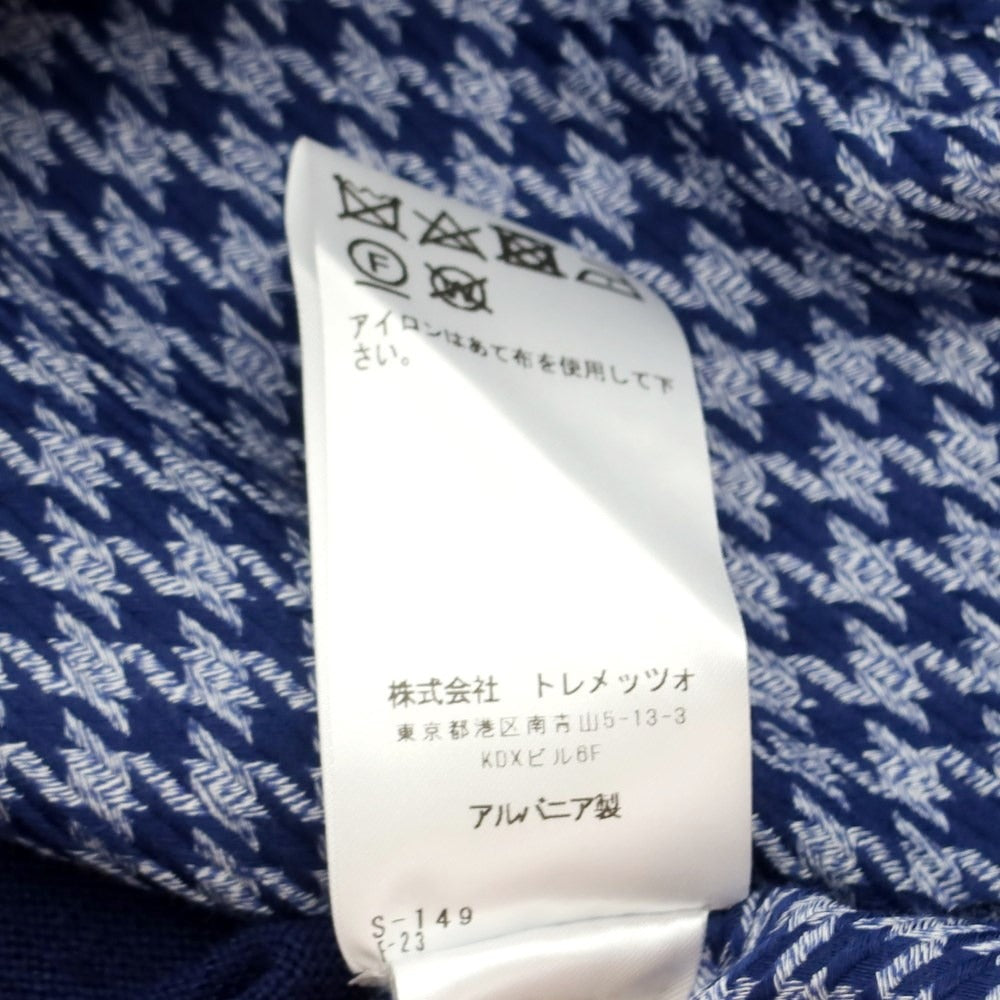 F W
アイロンはあて布を使用して下
さい。
株式会社 トレメッツォ
東京都港区南青山5-13-3
KDXビル6F
アルバニア製
S-149
F-23